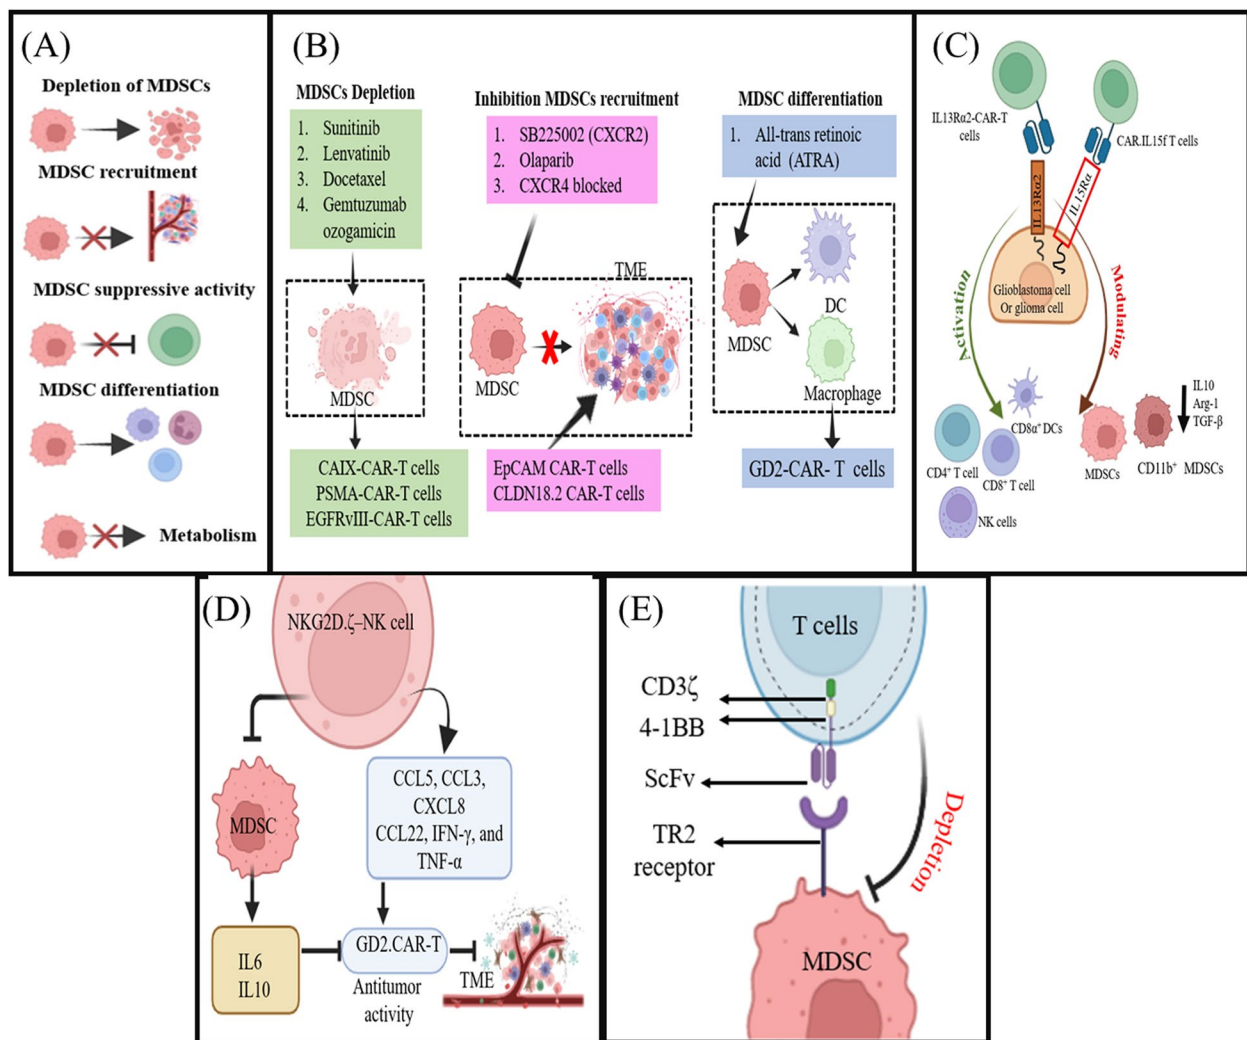 (A)
Depletion of MDSCs
MDSC recruitment
MDSC suppressive activity
MDSC differentiation
Metabolism
(B)
MDSCs Depletion
1. Sunitinib
2. Lenvatinib
3. Docetaxel
4. Gemtuzumab
ozogamicin
MDSC
CAIX-CAR-T cells
PSMA-CAR-T cells
EGFRvIII-CAR-T cells
Inhibition MDSCs recruitment
1. SB225002 (CXCR2)
2. Olaparib
3. CXCR4 blocked
TME
MDSC
EpCAM CAR-T cells
CLDN18.2 CAR-T cells
MDSC differentiation
1. All-trans retinoic
acid (ATRA)
DC
MDSC
Macrophage
GD2-CAR- T cells
(C)
IL13Rα2-CAR-T
cells
CAR.IL15f T cells
IL13Rα2
IL15Rα
Glioblastoma cell
Or glioma cell
Activation
Modulating
CD8α⁺ DCs
CD4⁺ T cell
CD8⁺ T cell
NK cells
MDSCs
CD11b⁺ MDSCs
IL10
Arg-1
TGF-β
(D)
NKG2D.ζ–NK cell
MDSC
CCL5, CCL3,
CXCL8
CCL22, IFN-γ, and
TNF-α
IL6
IL10
GD2.CAR-T
Antitumor
activity
TME
(E)
T cells
CD3ζ
4-1BB
ScFv
TR2
receptor
Depletion
MDSC